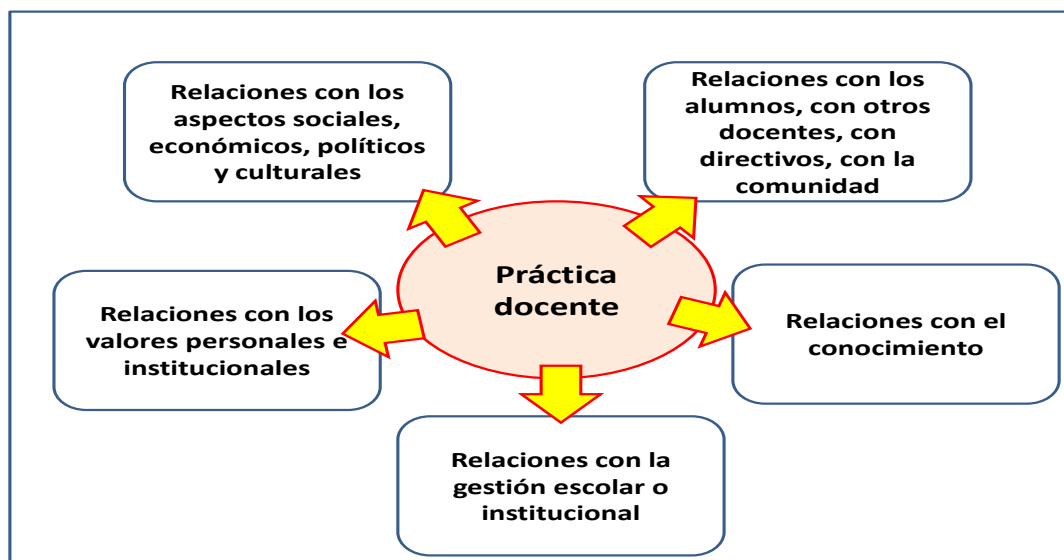 Relaciones con los
aspectos sociales,
económicos, políticos
y culturales
Relaciones con los
alumnos, con otros
docentes, con
directivos, con la
comunidad
Práctica
docente
Relaciones con los
valores personales e
institucionales
Relaciones con el
conocimiento
Relaciones con la
gestión escolar o
institucional